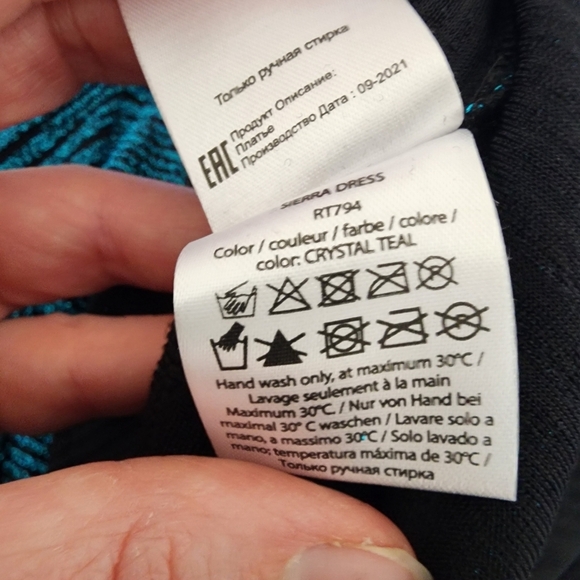 Только ручная стирка
Продукт Описание:
Платье
Производство Дата : 09-2021
EAC
SIERRA DRESS
RT794
Color / couleur / farbe / colore /
color: CRYSTAL TEAL
Hand wash only, at maximum 30°C /
Lavage seulement à la main
Maximum 30°C. / Nur von Hand bei
maximal 30° C waschen / Lavare solo a
mano, a massimo 30°C / Solo lavado a
mano; temperatura máxima de 30°C /
Только ручная стирка